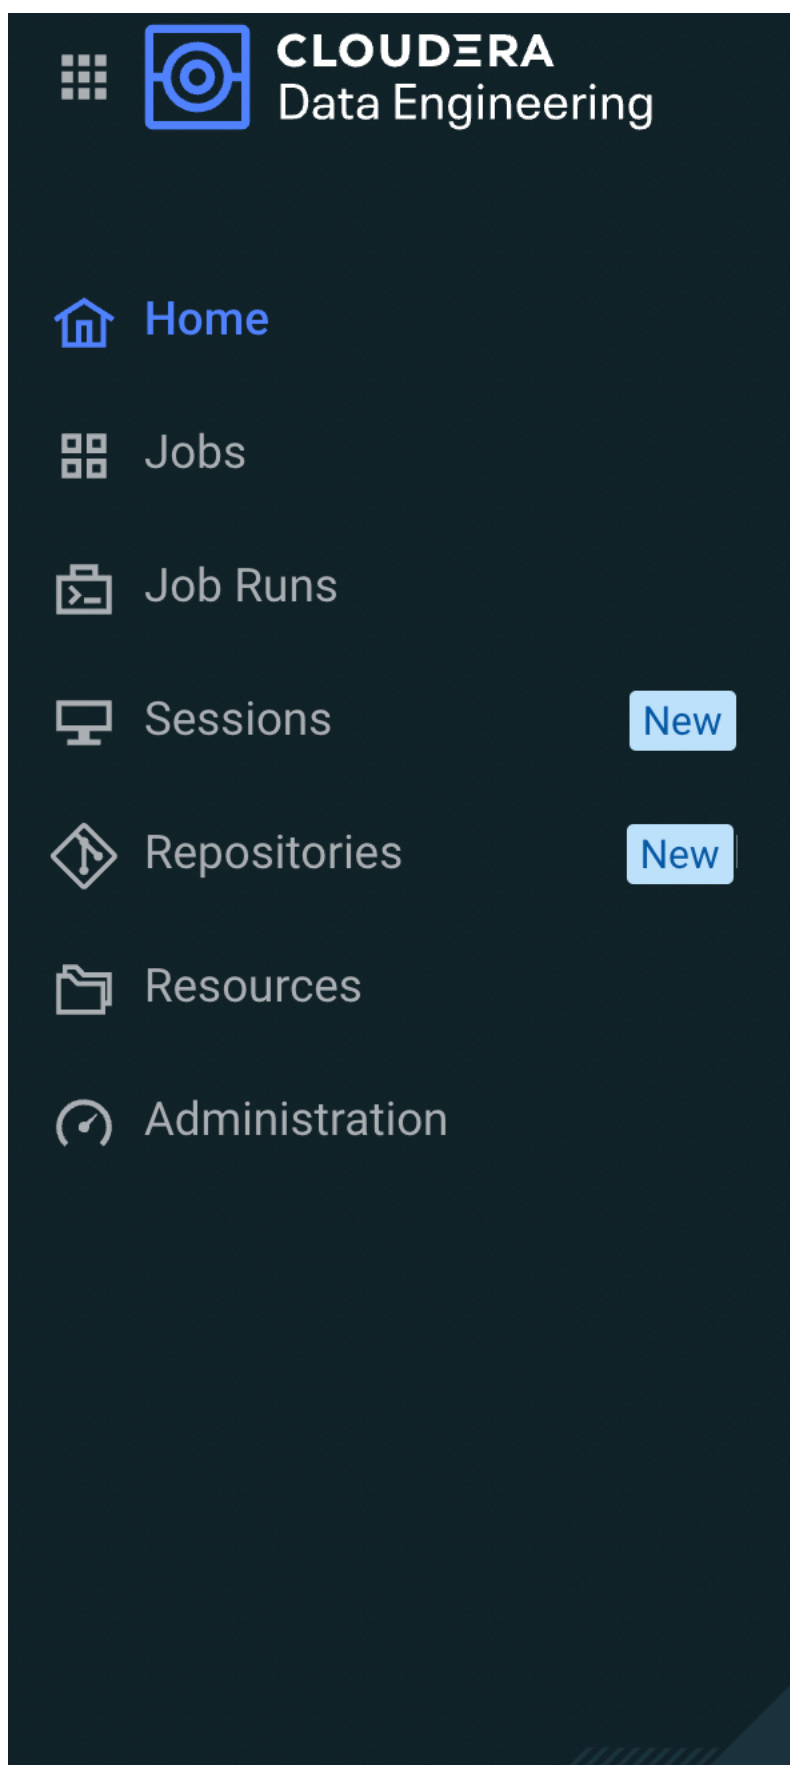 CLOUDERA
Data Engineering
Home
Jobs
Job Runs
Sessions New
Repositories New
Resources
Administration